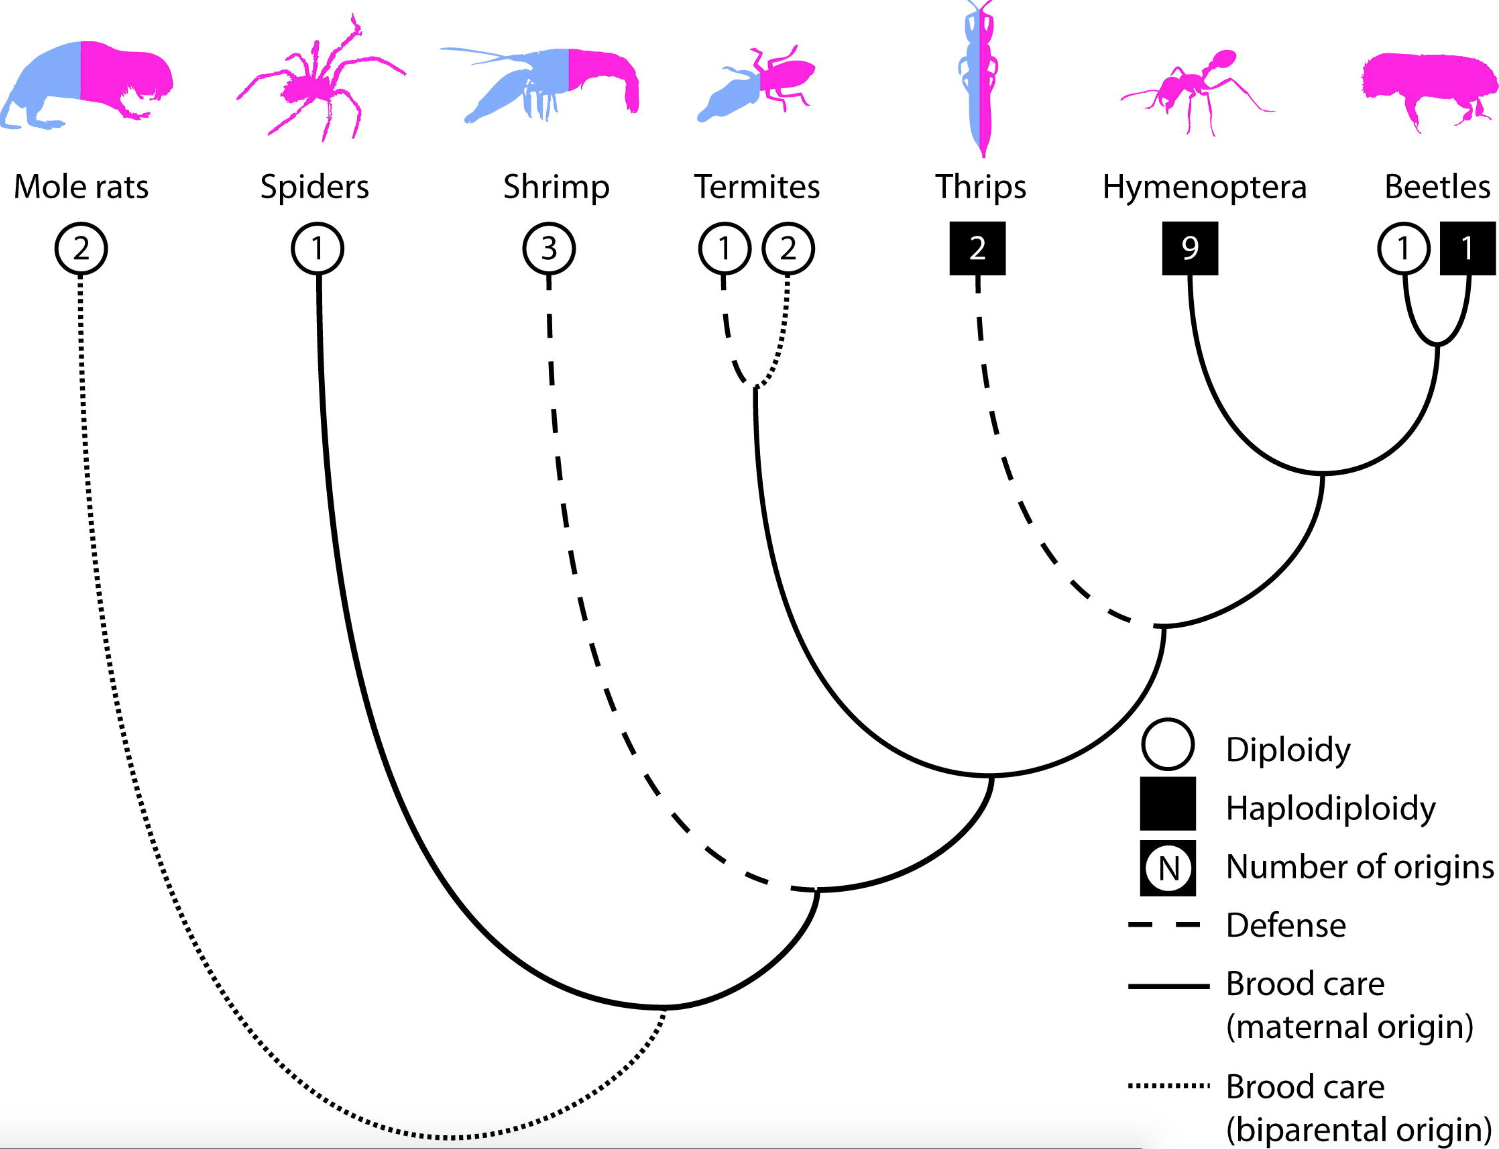 Mole rats
Spiders
Shrimp
Termites
Thrips
Hymenoptera
Beetles
2
1
3
1
2
2
9
1
1
Diploidy
Haplodiploidy
N
Number of origins
Defense
Brood care
(maternal origin)
Brood care
(biparental origin)